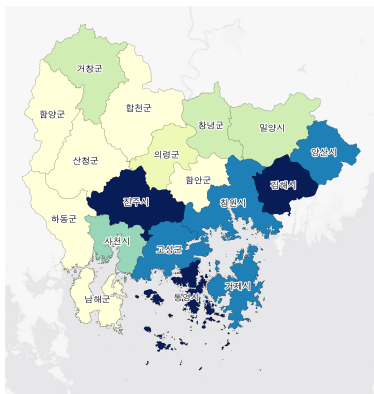 거창군
합천군
함양군
창녕군
밀양시
양산시
의령군
산청군
함안군
김해시
진주시
창원시
하동군
사천시
고성군
거제시
통영시
남해군